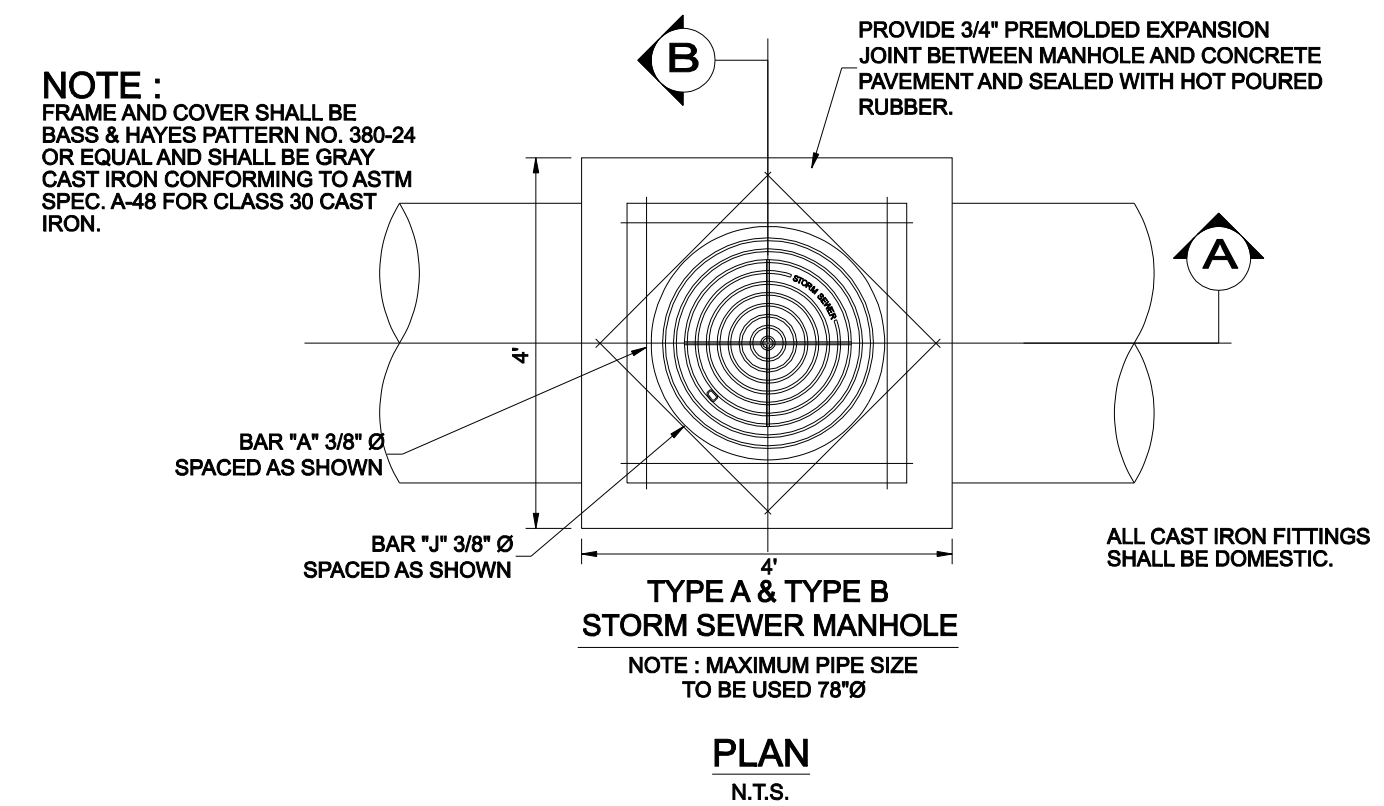 NOTE :
FRAME AND COVER SHALL BE
BASS & HAYES PATTERN NO. 380-24
OR EQUAL AND SHALL BE GRAY
CAST IRON CONFORMING TO ASTM
SPEC. A-48 FOR CLASS 30 CAST
IRON.
B
PROVIDE 3/4" PREMOLDED EXPANSION
JOINT BETWEEN MANHOLE AND CONCRETE
PAVEMENT AND SEALED WITH HOT POURED
RUBBER.
A
STORM SEWER
4'
BAR "A" 3/8" Ø
SPACED AS SHOWN
BAR "J" 3/8" Ø
SPACED AS SHOWN
ALL CAST IRON FITTINGS
SHALL BE DOMESTIC.
4'
TYPE A & TYPE B
STORM SEWER MANHOLE
NOTE : MAXIMUM PIPE SIZE
TO BE USED 78"Ø
PLAN
N.T.S.